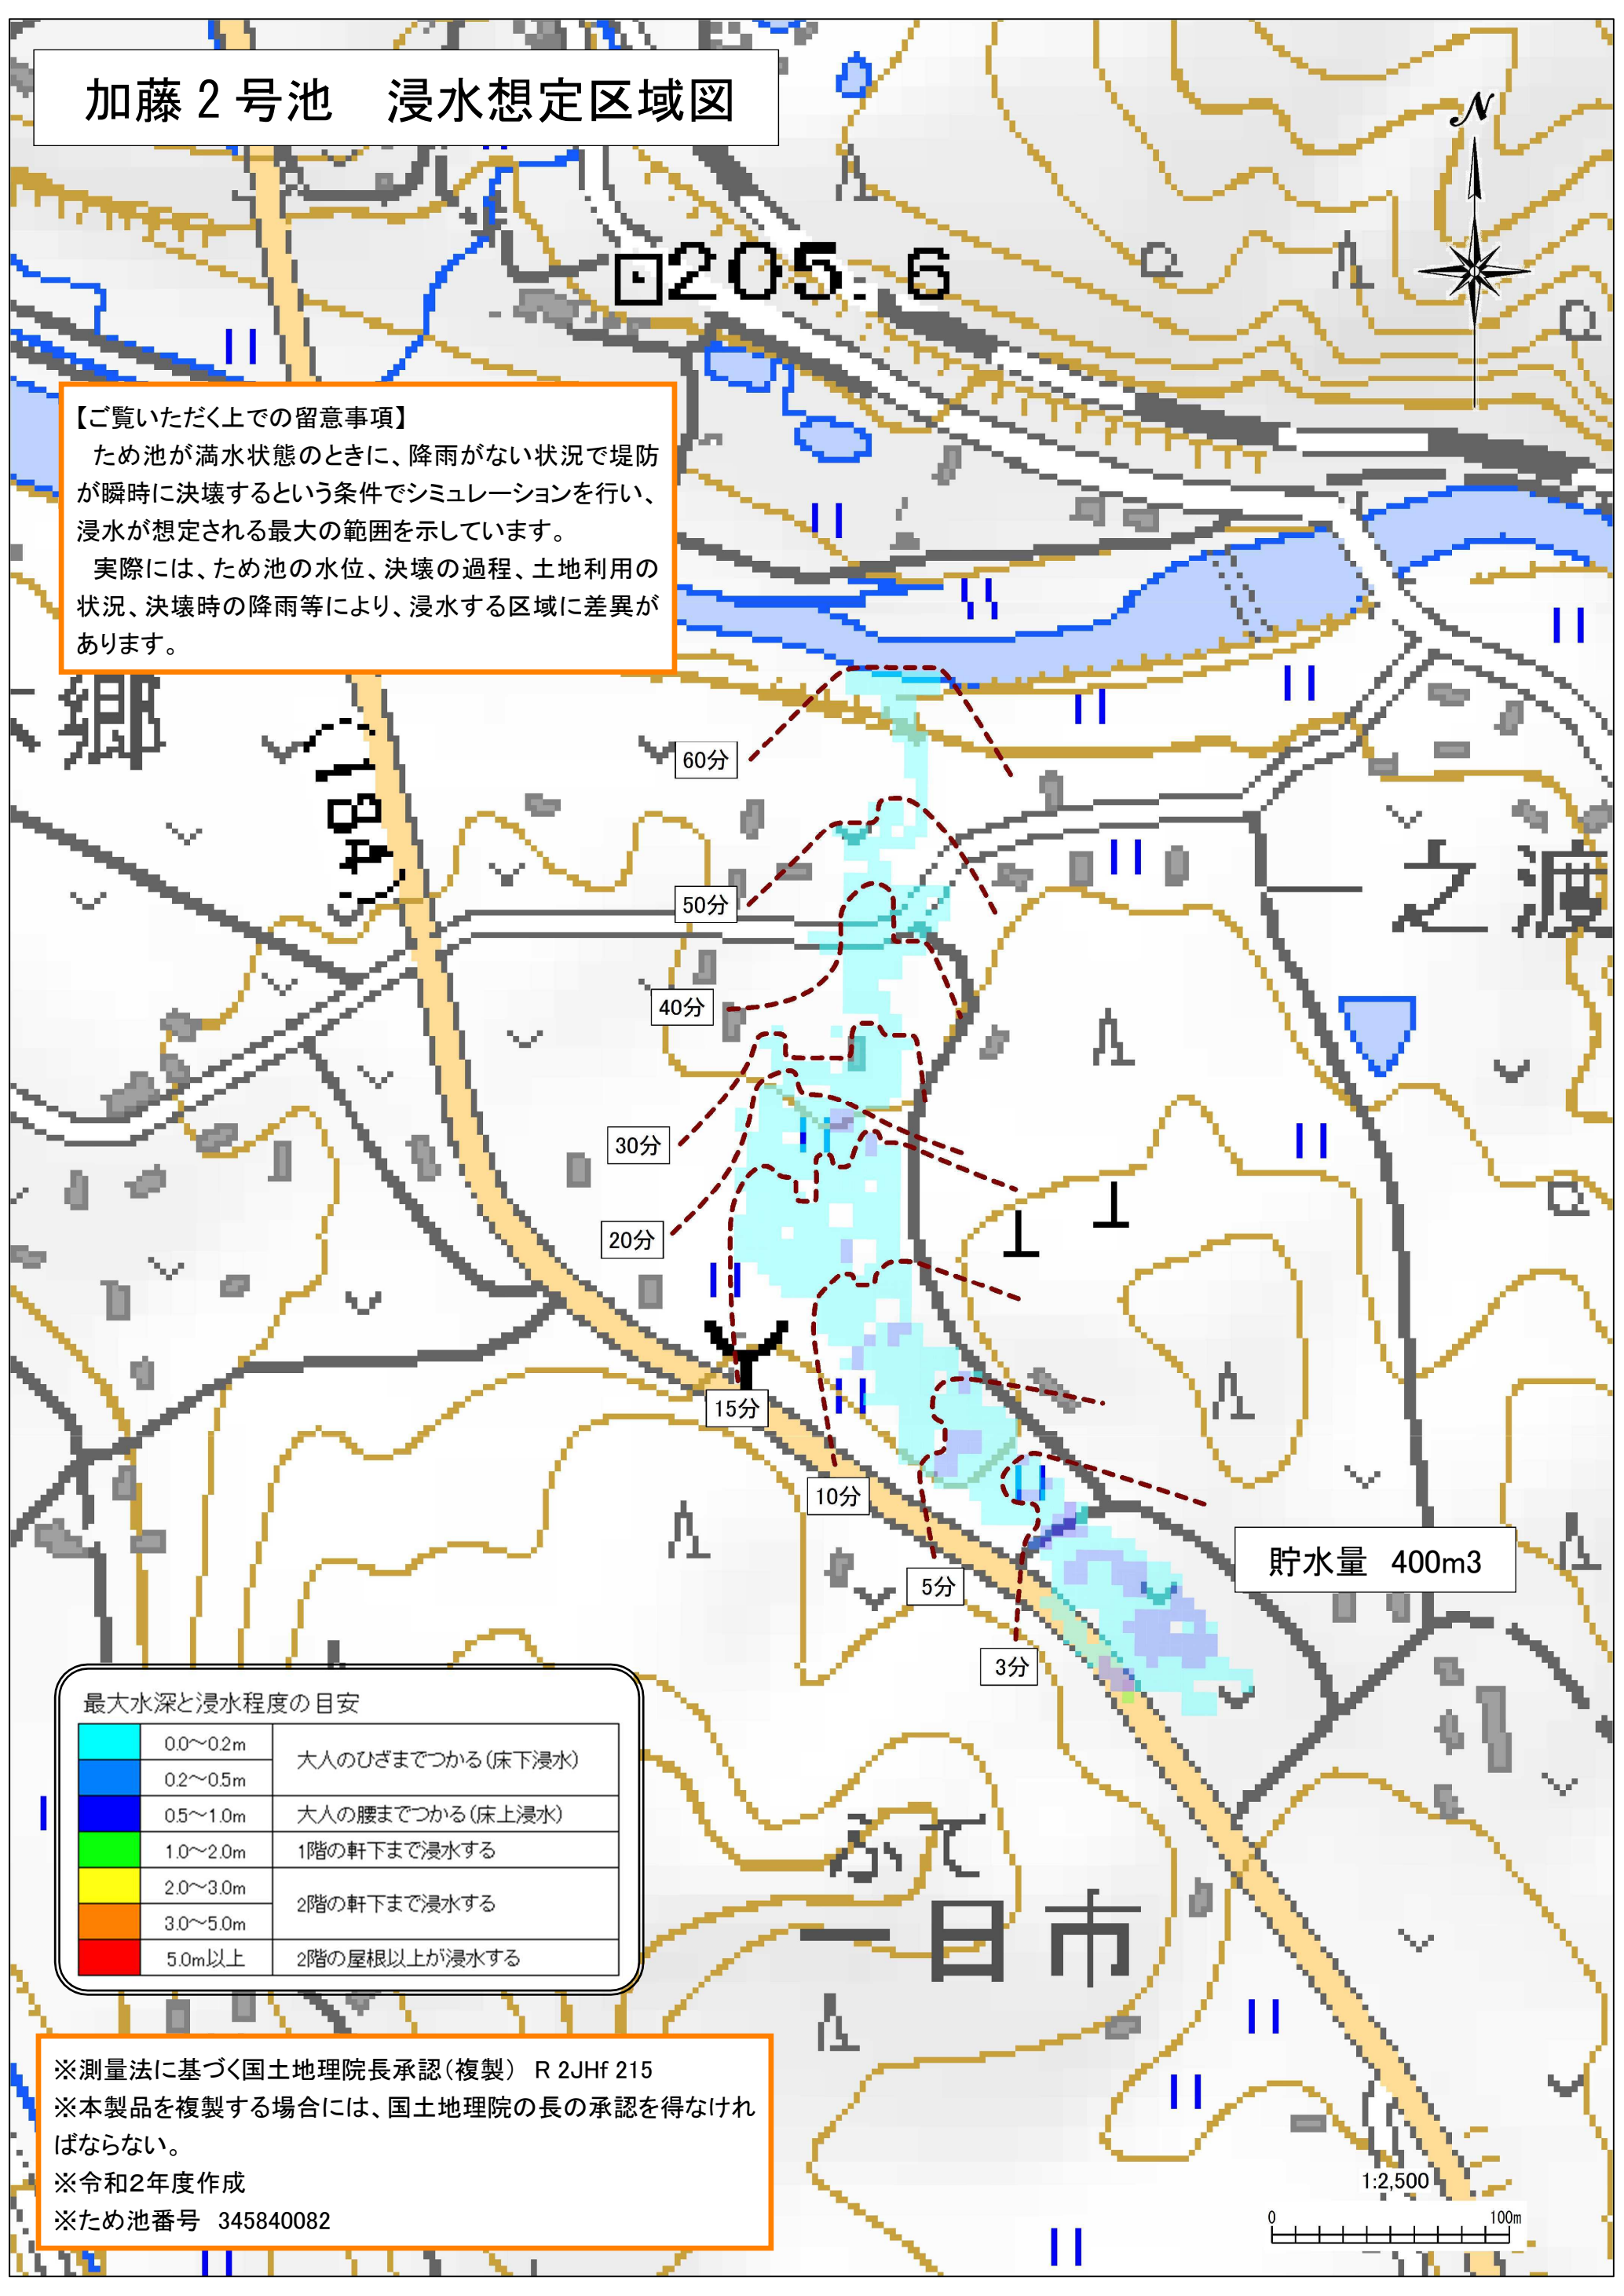 加藤2号池　浸水想定区域図
N
205.6
【ご覧いただく上での留意事項】
　ため池が満水状態のときに、降雨がない状況で堤防
が瞬時に決壊するという条件でシミュレーションを行い、
浸水が想定される最大の範囲を示しています。
　実際には、ため池の水位、決壊の過程、土地利用の
状況、決壊時の降雨等により、浸水する区域に差異が
あります。
郷
(184)
60分
50分
一之渡
40分
30分
20分
15分
10分
5分
3分
貯水量　400m3
最大水深と浸水程度の目安
0.0～0.2m
大人のひざまでつかる(床下浸水)
0.2～0.5m
0.5～1.0m　大人の腰までつかる(床上浸水)
1.0～2.0m　1階の軒下まで浸水する
2.0～3.0m
2階の軒下まで浸水する
3.0～5.0m
5.0m以上　2階の屋根以上が浸水する
ふて
一日市
※測量法に基づく国土地理院長承認（複製）　R 2JHf 215
※本製品を複製する場合には、国土地理院の長の承認を得なけれ
ばならない。
※令和2年度作成
※ため池番号　345840082
1:2,500
0　100m